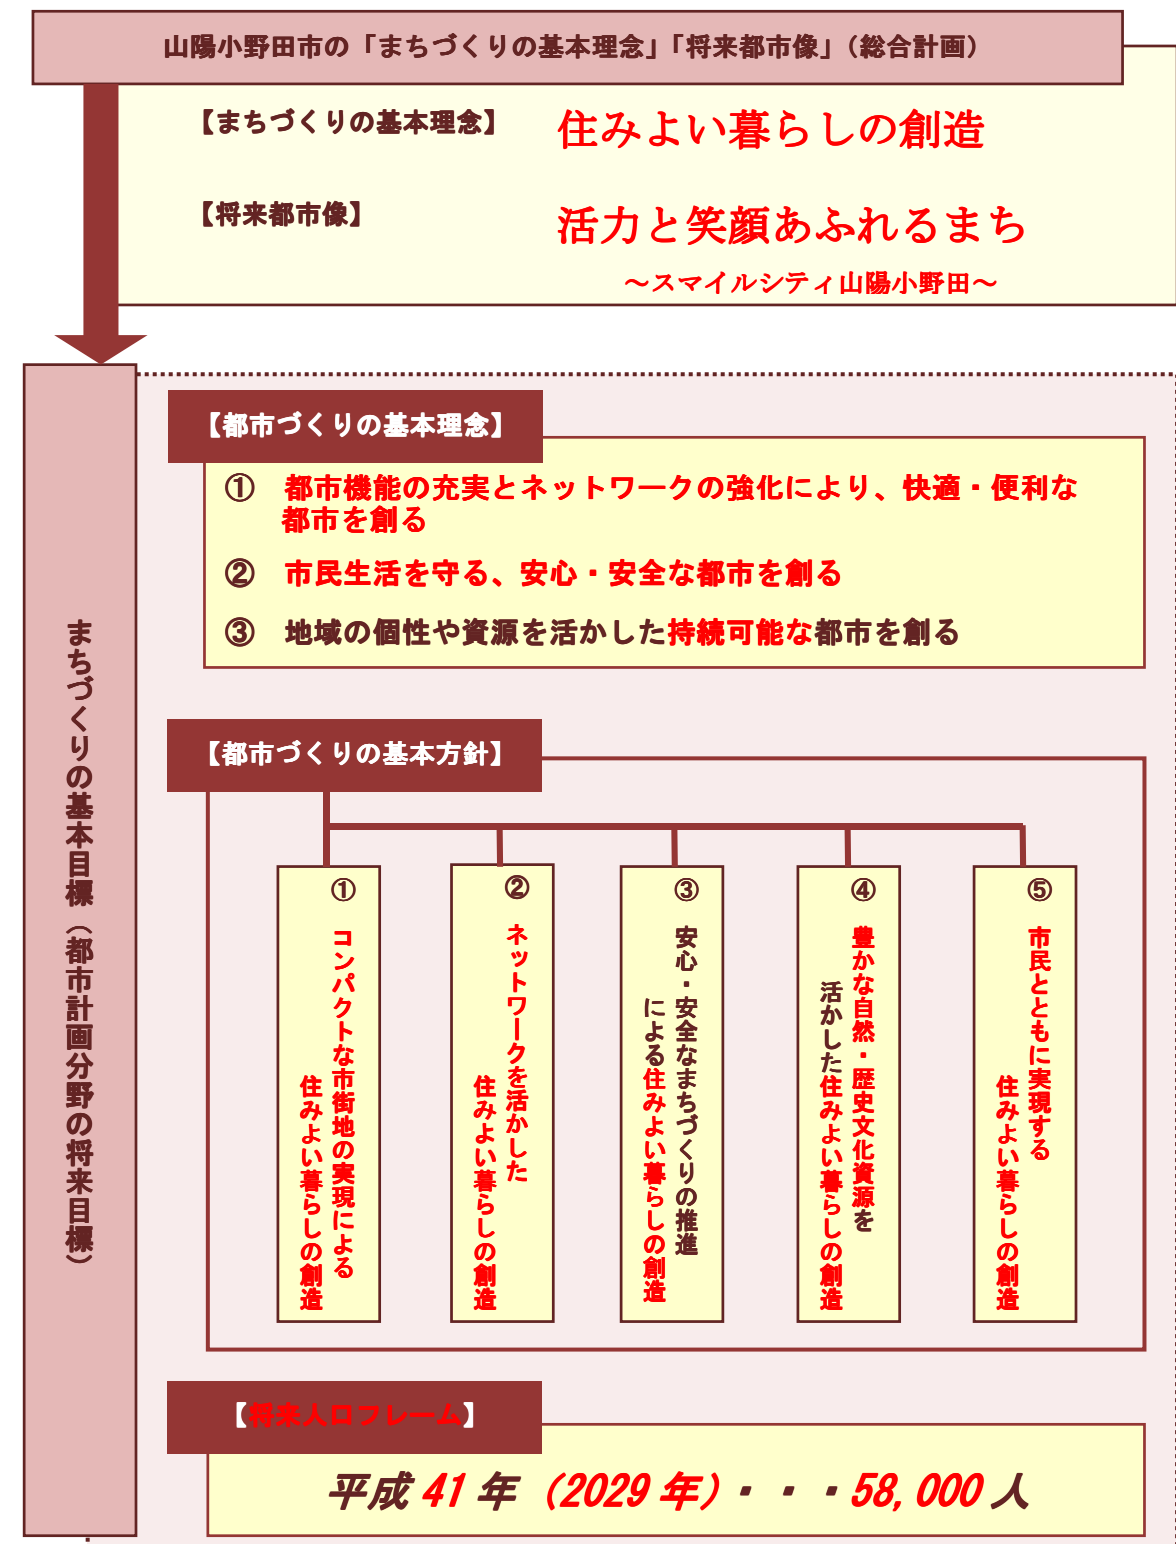 山陽小野田市の「まちづくりの基本理念」「将来都市像」（総合計画）
【まちづくりの基本理念】
住みよい暮らしの創造
【将来都市像】
活力と笑顔あふれるまち
～スマイルシティ山陽小野田～
まちづくりの基本目標（都市計画分野の将来目標）
【都市づくりの基本理念】
①　都市機能の充実とネットワークの強化により、快適・便利な
都市を創る
②　市民生活を守る、安心・安全な都市を創る
③　地域の個性や資源を活かした持続可能な都市を創る
【都市づくりの基本方針】
①　コンパクトな市街地の実現による
住みよい暮らしの創造
②　ネットワークを活かした
住みよい暮らしの創造
③　安心・安全なまちづくりの推進
による住みよい暮らしの創造
④　豊かな自然・歴史文化資源を
活かした住みよい暮らしの創造
⑤　市民とともに実現する
住みよい暮らしの創造
【将来人口フレーム】
平成 41 年（2029 年）・・・58,000 人